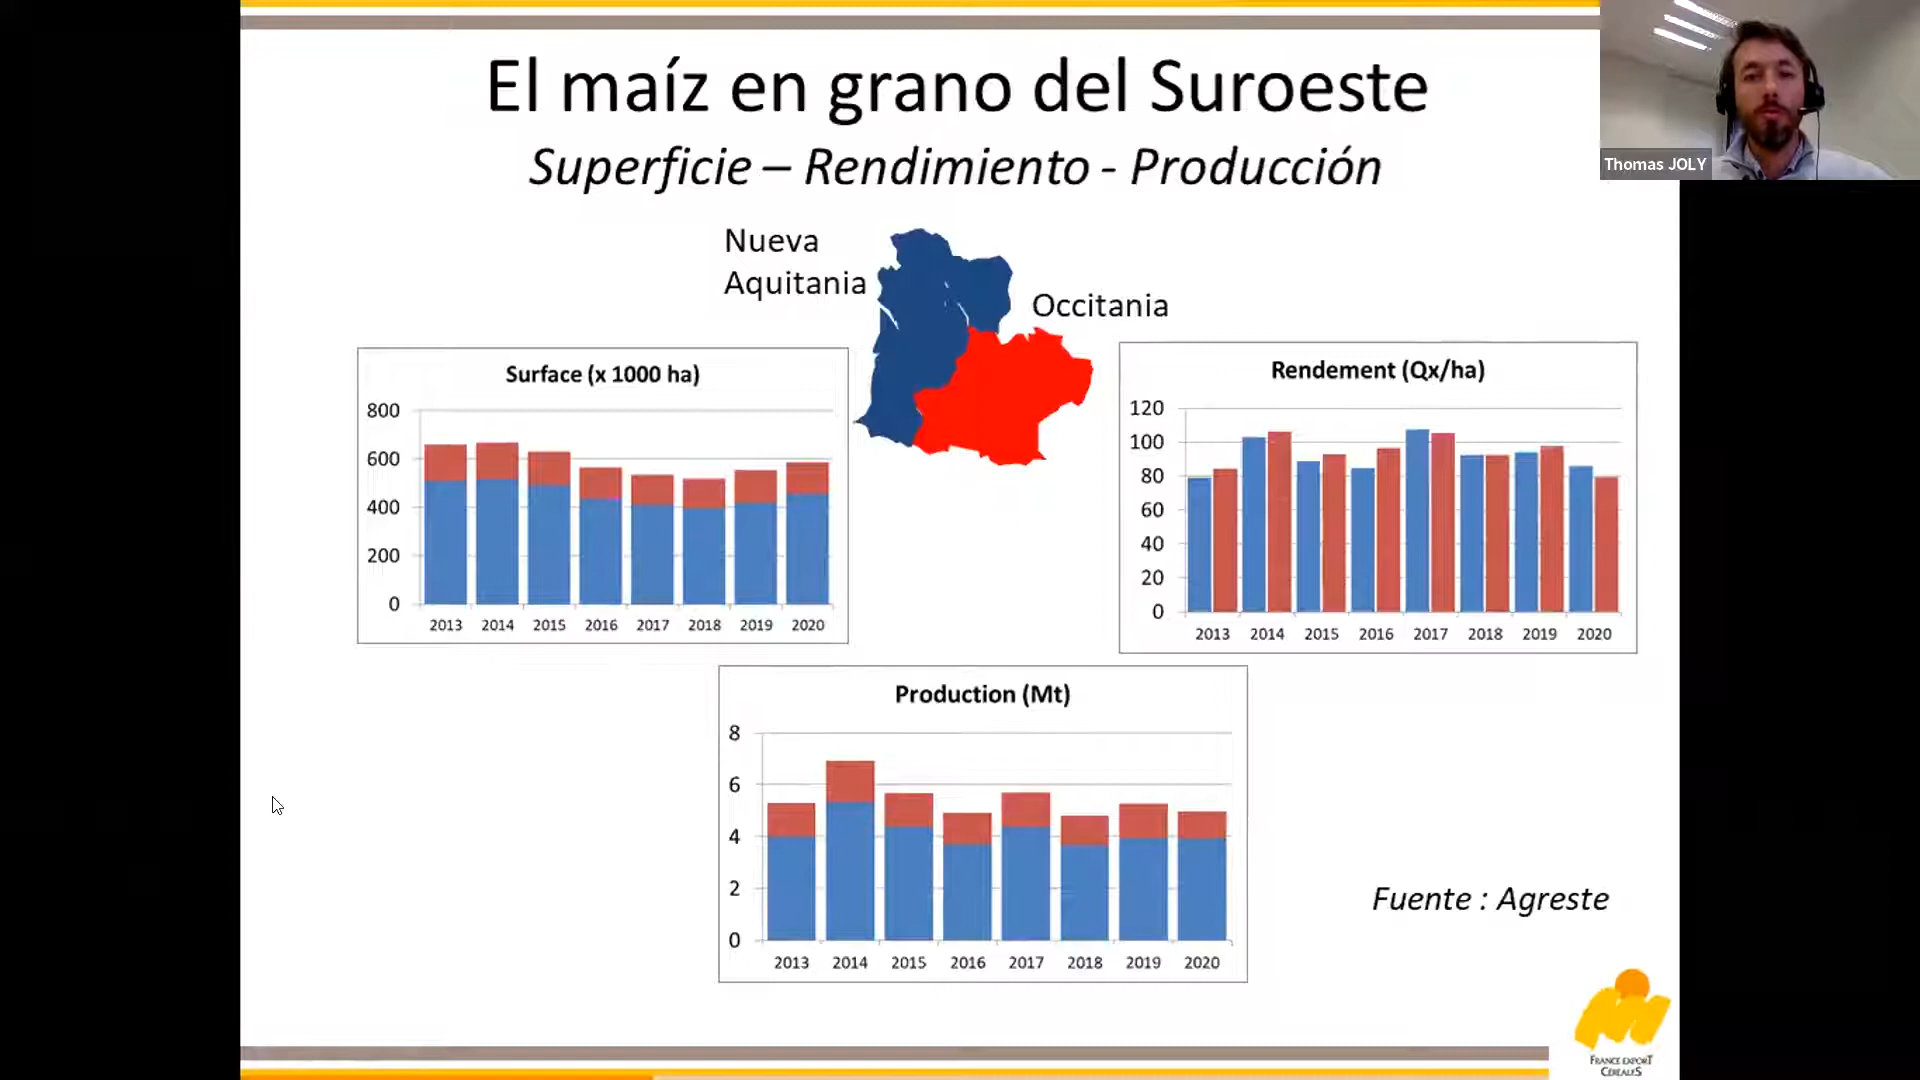 El maíz en grano del Suroeste
Superficie – Rendimiento - Producción
Thomas JOLY
Nueva
Aquitania
Occitania
Surface (x 1000 ha)
800
600
400
200
0
2013 2014 2015 2016 2017 2018 2019 2020
Rendement (Qx/ha)
120
100
80
60
40
20
0
2013 2014 2015 2016 2017 2018 2019 2020
Production (Mt)
8
6
4
2
0
2013 2014 2015 2016 2017 2018 2019 2020
Fuente : Agreste
FRANCE EXPORT
CÉRÉALES